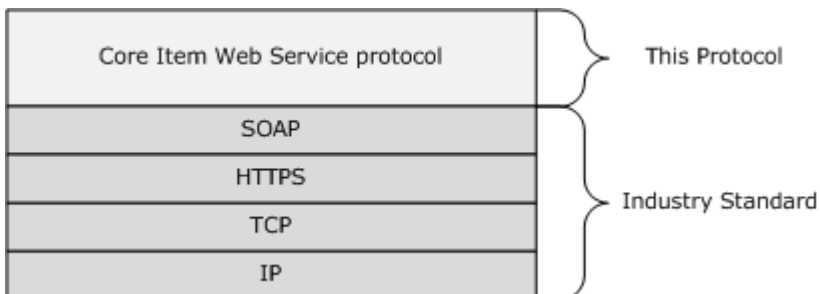 Core Item Web Service protocol
This Protocol
SOAP
HTTPS
TCP
IP
Industry Standard